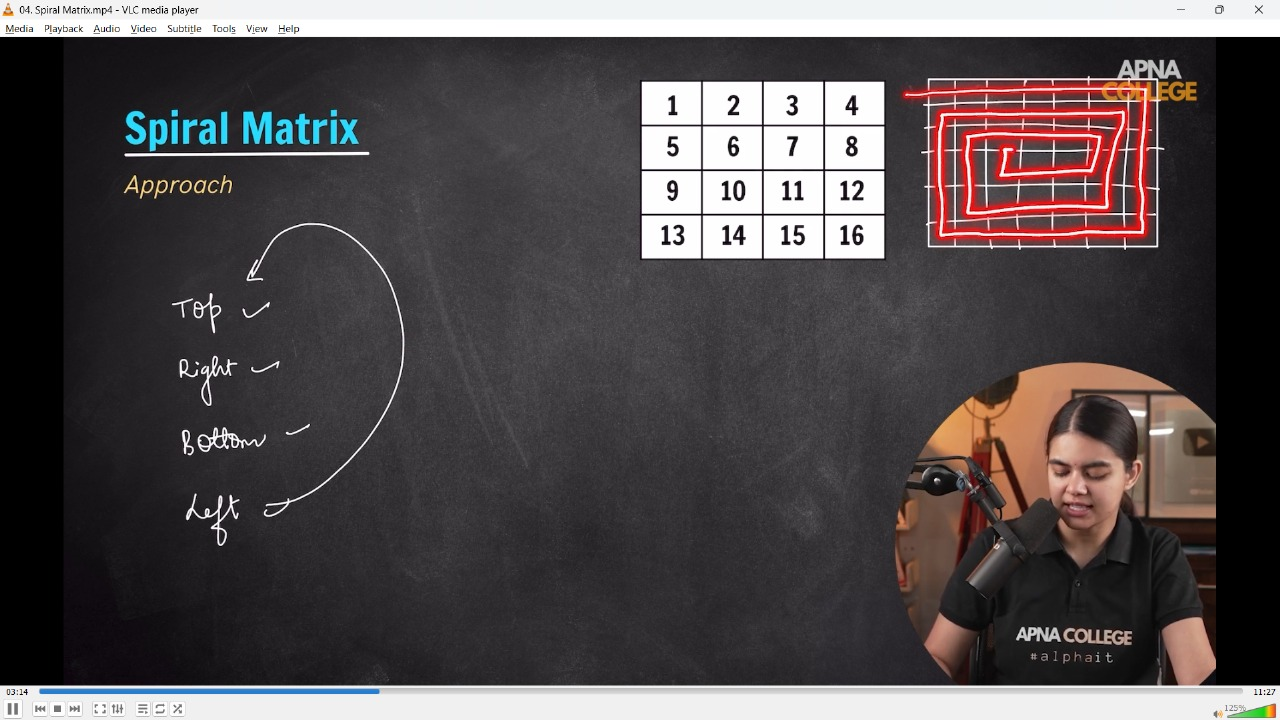 04. Spiral Matrix.mp4 - VLC media player
Media Playback Audio Video Subtitle Tools View Help
APNA
COLLEGE
Spiral Matrix
Approach
1 2 3 4
5 6 7 8
9 10 11 12
13 14 15 16
Top
Right
Bottom
Left
APNA COLLEGE
#alphait
03:14
11:27
125%